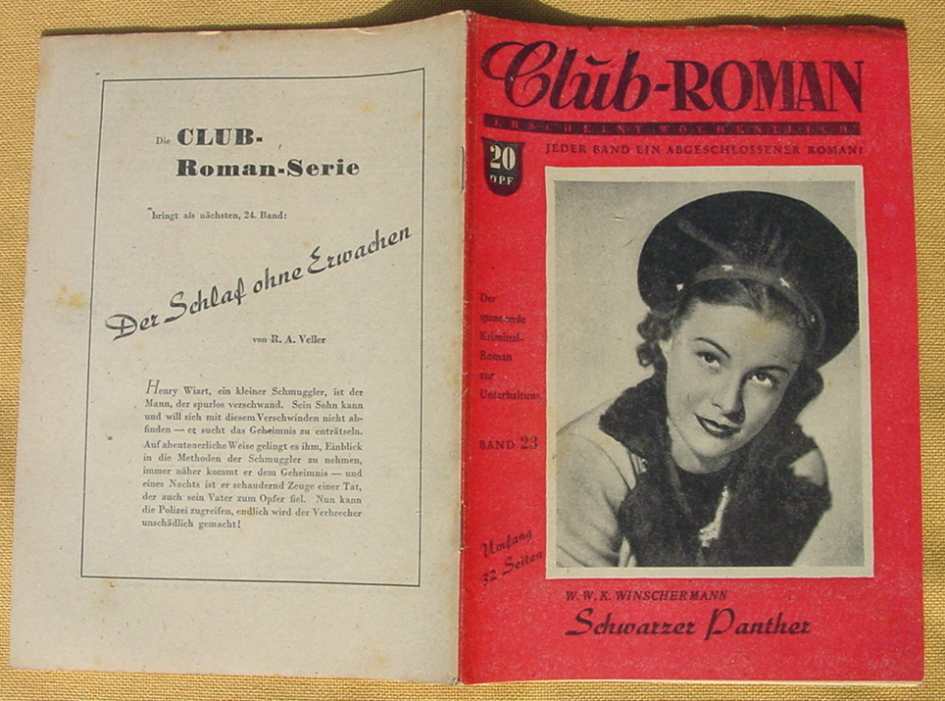 Die CLUB-
Roman-Serie
bringt als nächsten, 24. Band:
Der Schlaf ohne Erwachen
von R. A. Veller
Henry Wiart, ein kleiner Schmuggler, ist der
Mann, der spurlos verschwand. Sein Sohn kann
und will sich mit diesem Verschwinden nicht ab-
finden — er sucht das Geheimnis zu enträtseln.
Auf abenteuerliche Weise gelingt es ihm, Einblick
in die Methoden der Schmuggler zu nehmen,
immer näher kommt er dem Geheimnis — und
eines Nachts ist er schaudernd Zeuge einer Tat,
der auch sein Vater zum Opfer fiel. Nun kann
die Polizei zugreifen, endlich wird der Verbrecher
unschädlich gemacht!
Club-ROMAN
ERSCHEINT WÖCHENTLICH
JEDER BAND EIN ABGESCHLOSSENER ROMAN!
20
OPF
Der
spannende
Kriminal-
Roman
zur
Unterhaltung
BAND 23
Umfang
32 Seiten
W. W. K. WINSCHERMANN
Schwarzer Panther